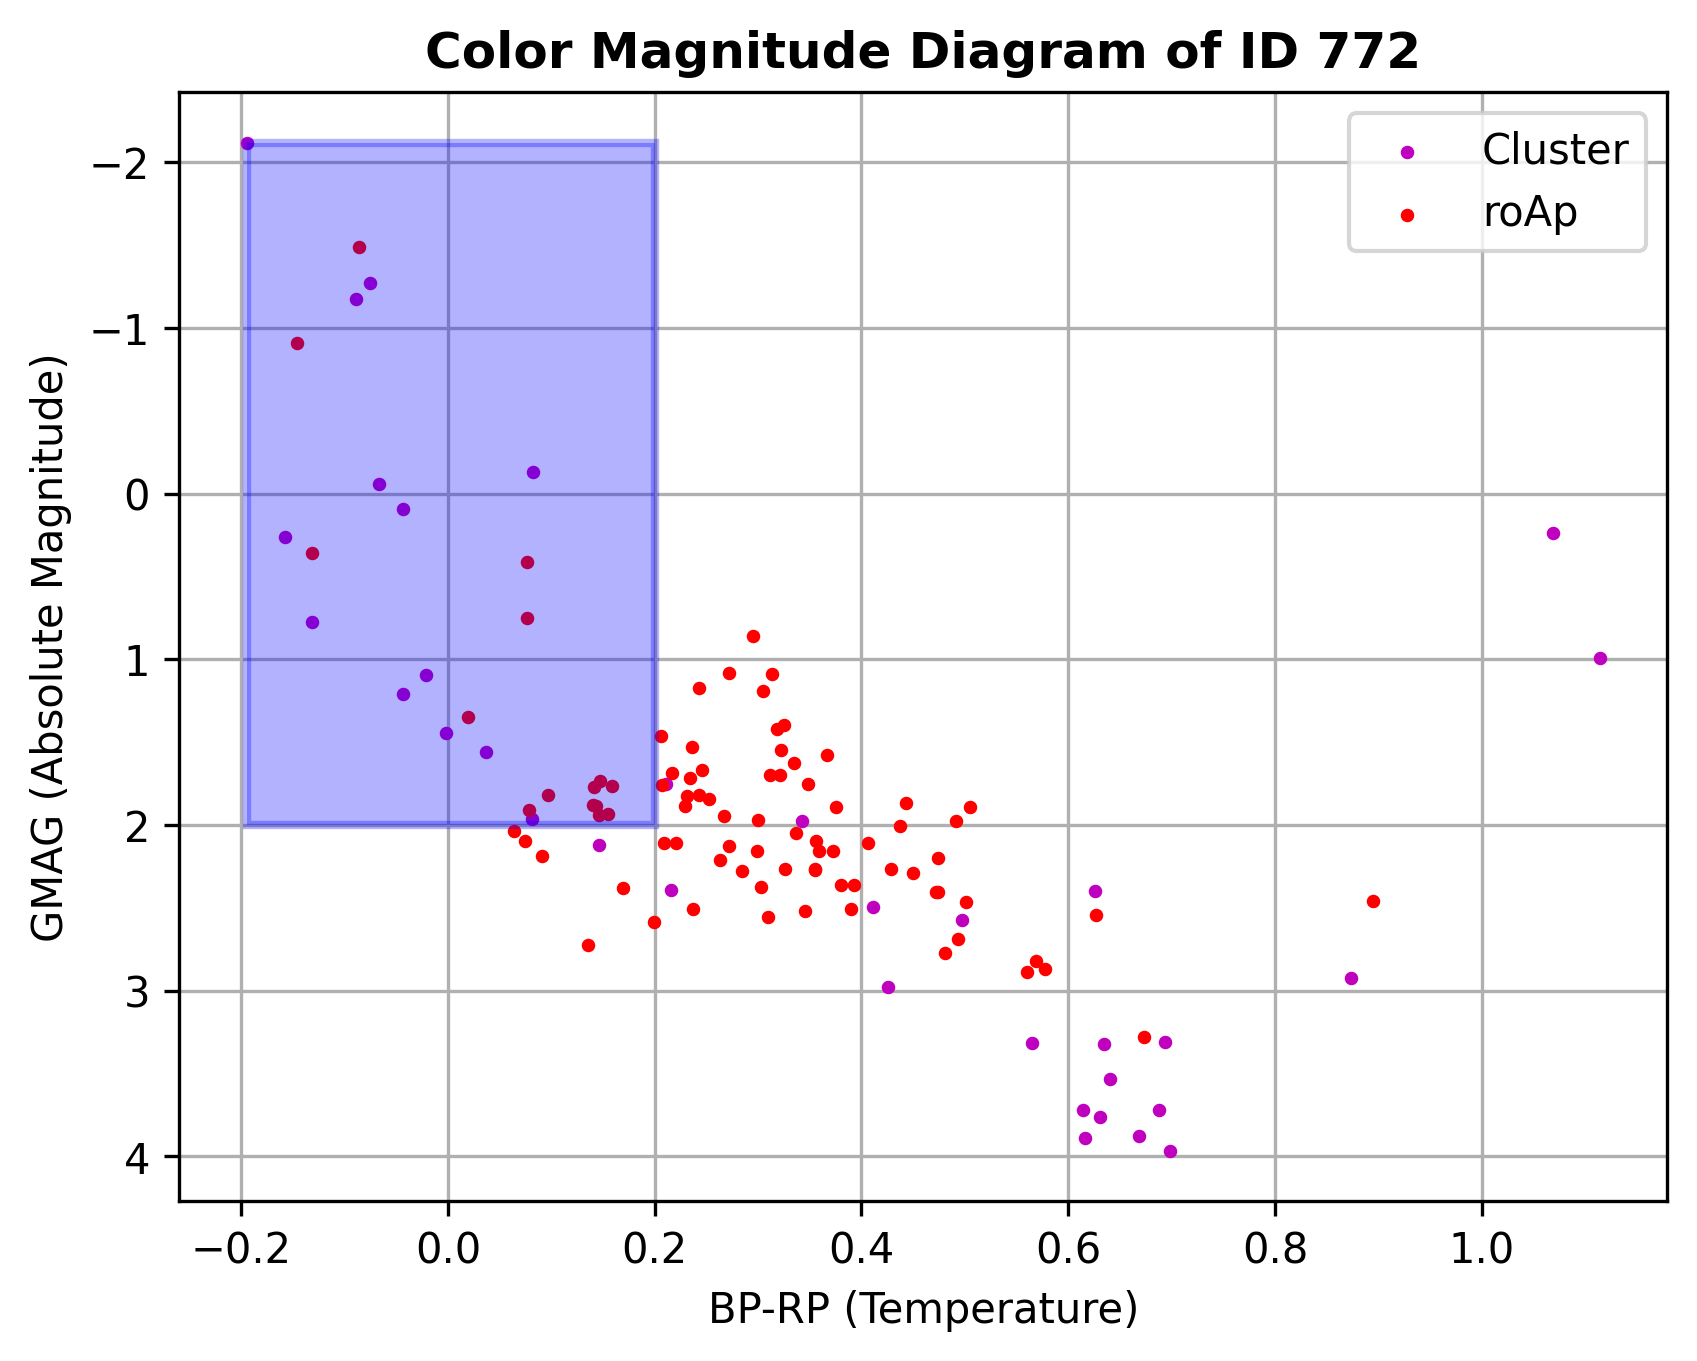 Color Magnitude Diagram of ID 772
Cluster
roAp
GMAG (Absolute Magnitude)
−2
−1
0
1
2
3
4
−0.2 0.0 0.2 0.4 0.6 0.8 1.0
BP-RP (Temperature)